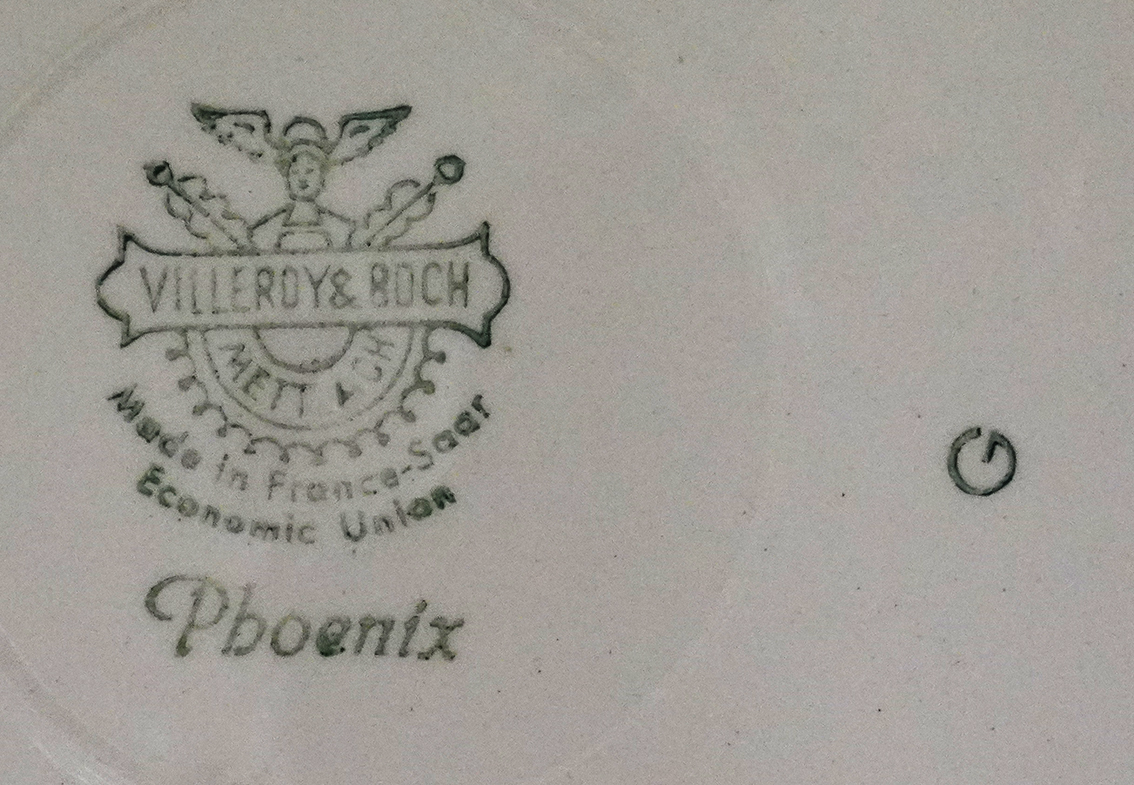 VILLEROY & BOCH
METTLACH
Made in France-Saar
Economic Union
Phoenix
G